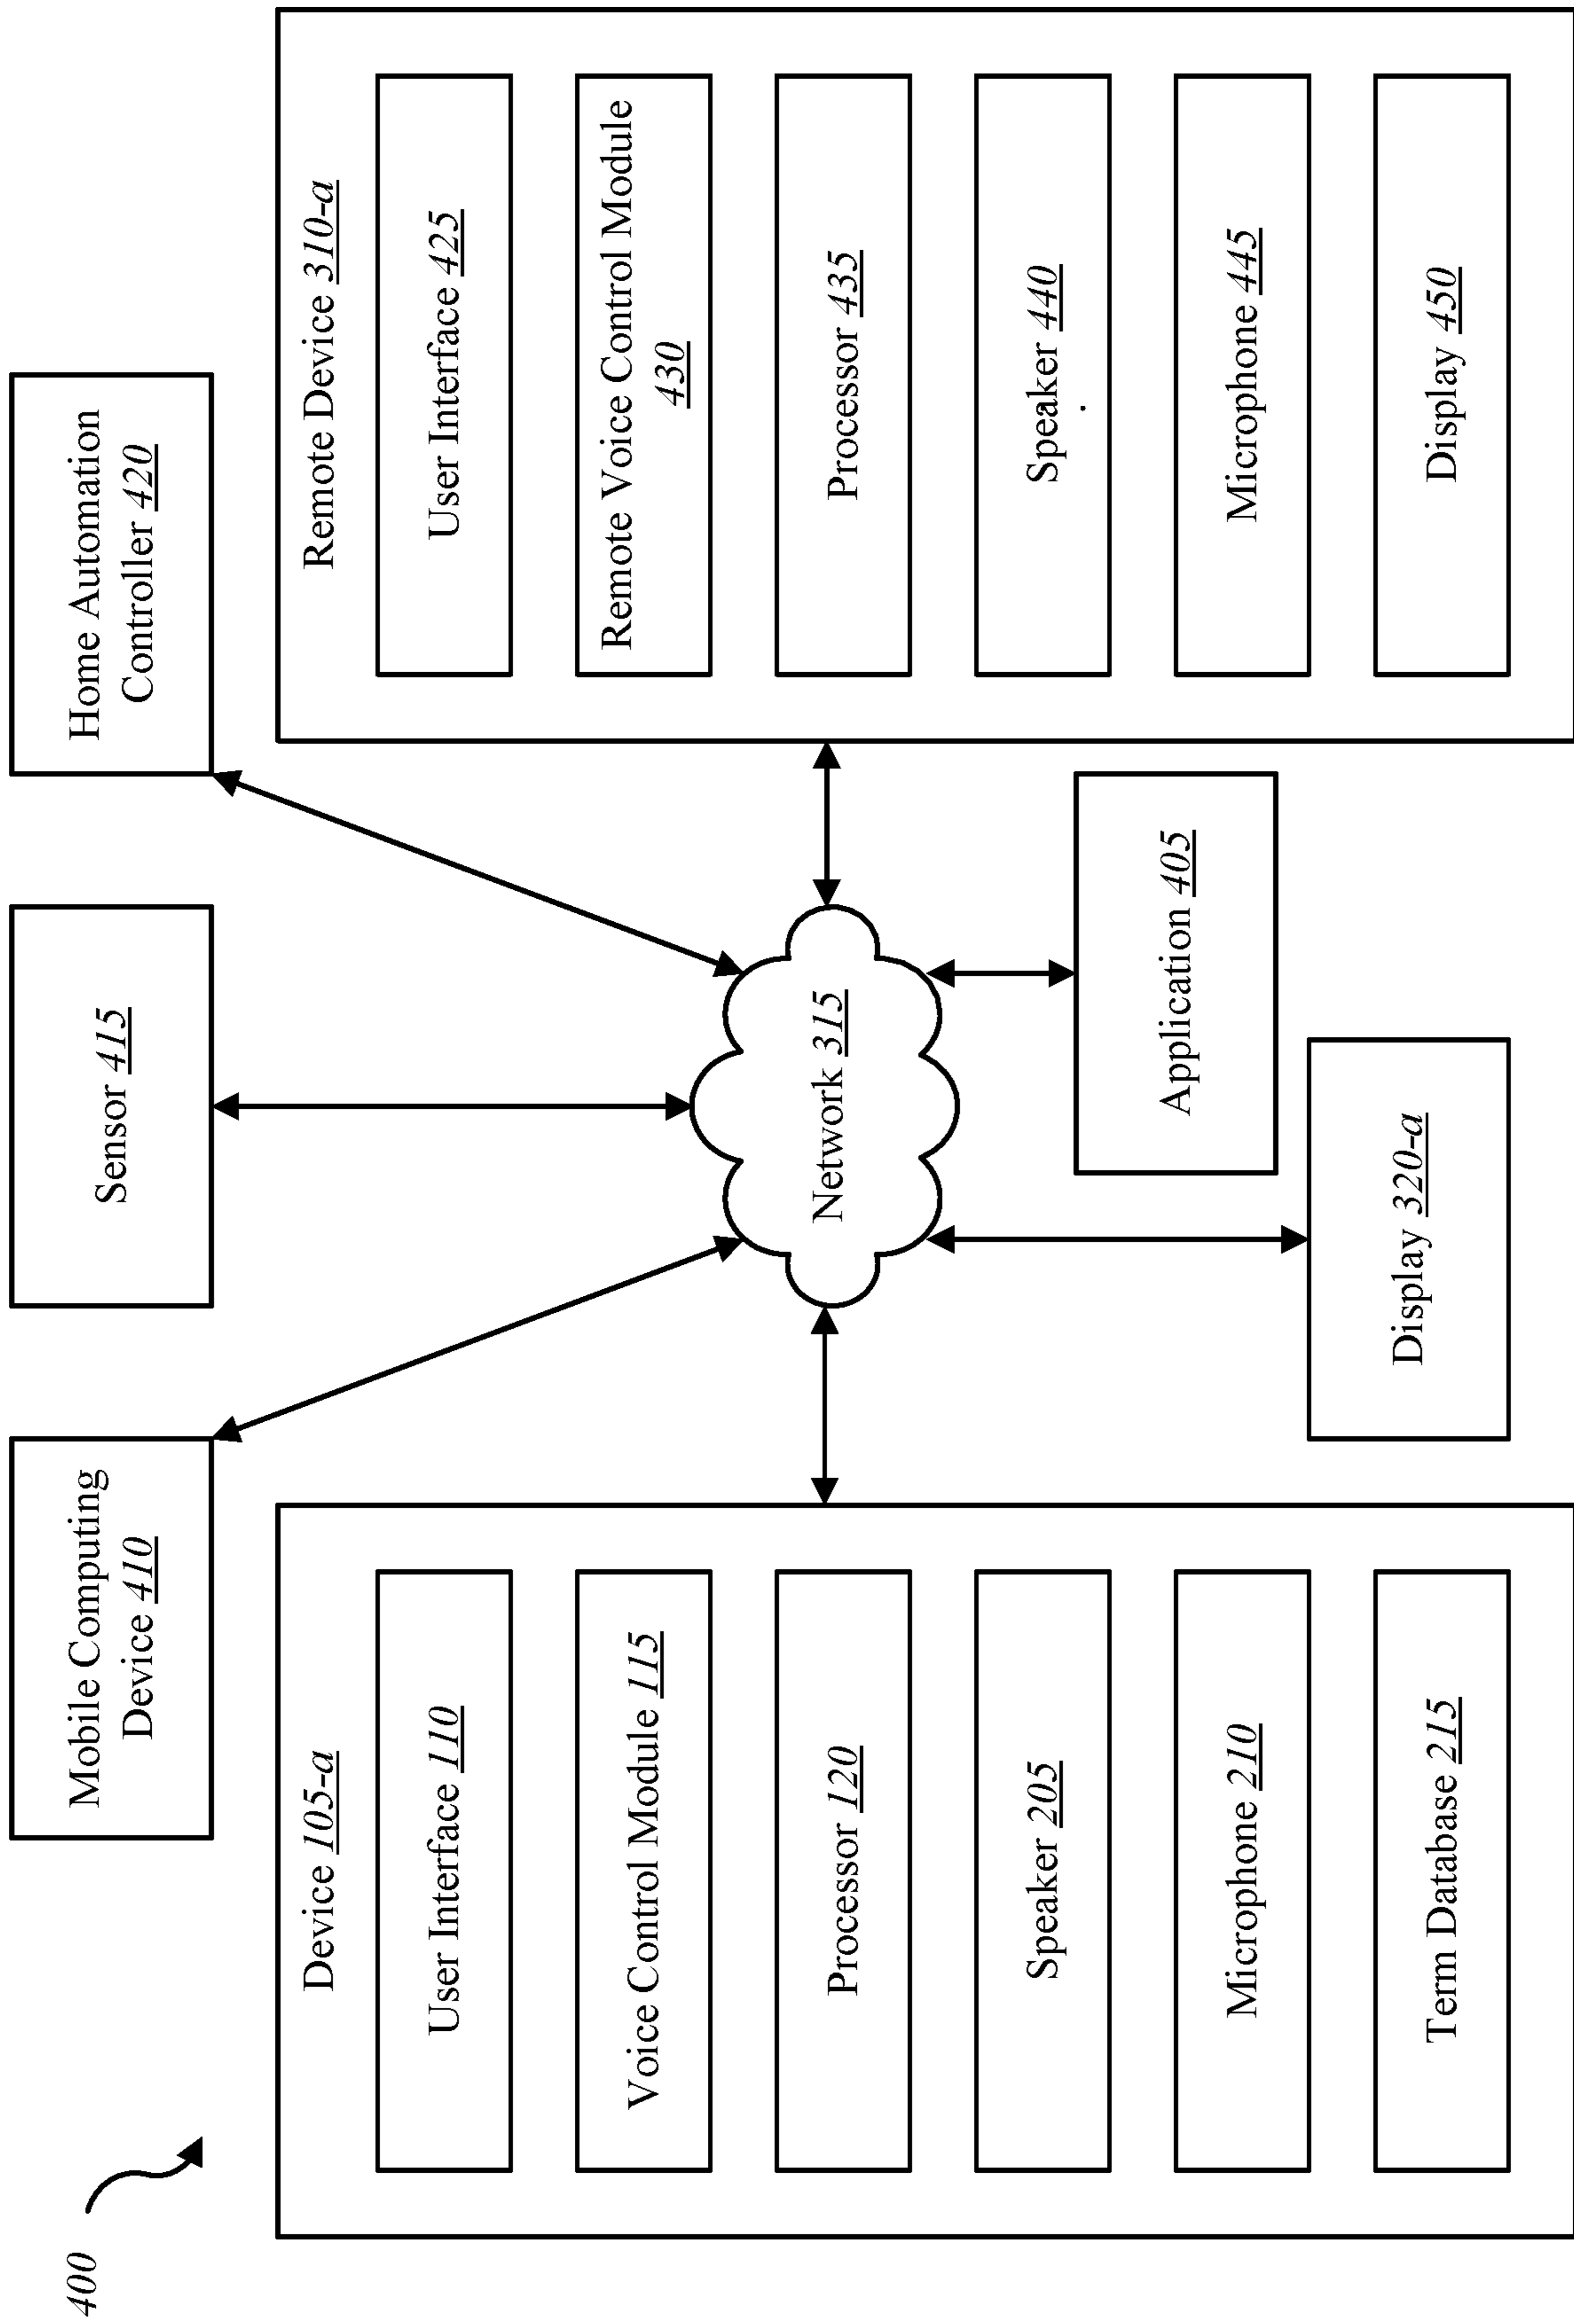 400
Mobile Computing
Device 410
Sensor 415
Home Automation
Controller 420
Device 105-a
User Interface 110
Voice Control Module 115
Processor 120
Speaker 205
Microphone 210
Term Database 215
Network 315
Display 320-a
Application 405
Remote Device 310-a
User Interface 425
Remote Voice Control Module
430
Processor 435
Speaker 440
Microphone 445
Display 450